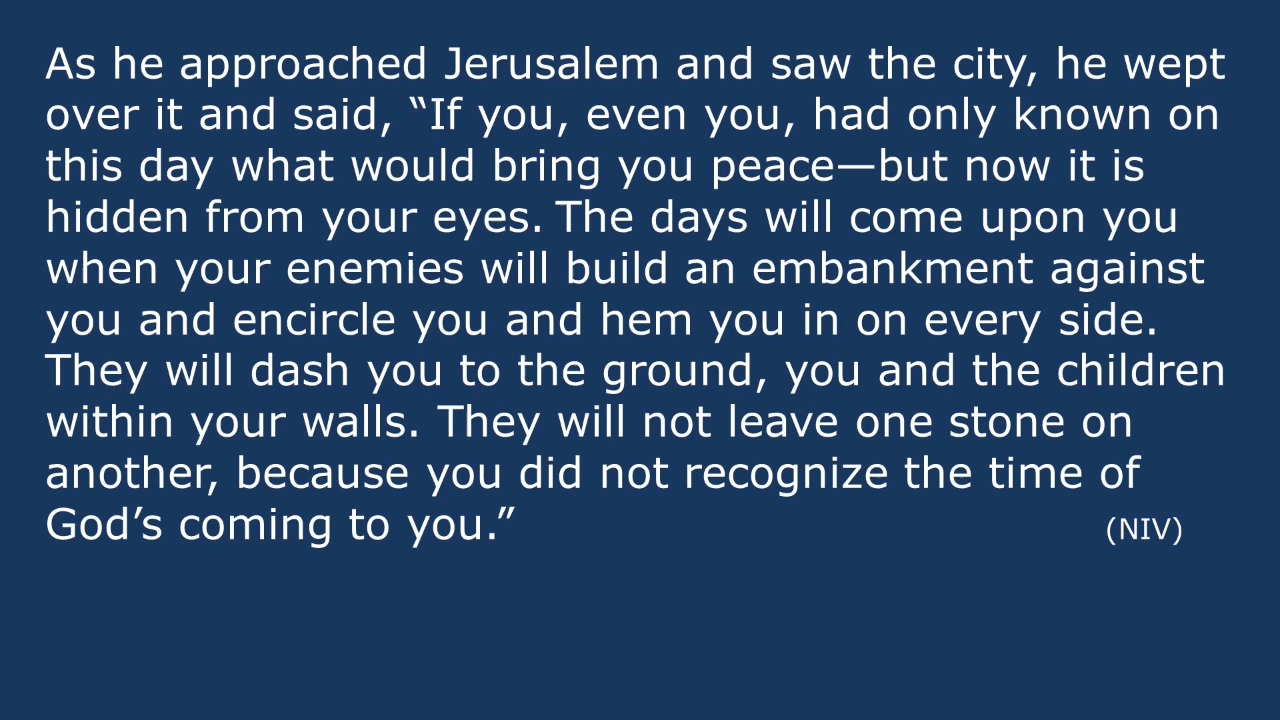 As he approached Jerusalem and saw the city, he wept
over it and said, “If you, even you, had only known on
this day what would bring you peace—but now it is
hidden from your eyes. The days will come upon you
when your enemies will build an embankment against
you and encircle you and hem you in on every side.
They will dash you to the ground, you and the children
within your walls. They will not leave one stone on
another, because you did not recognize the time of
God’s coming to you.” (NIV)